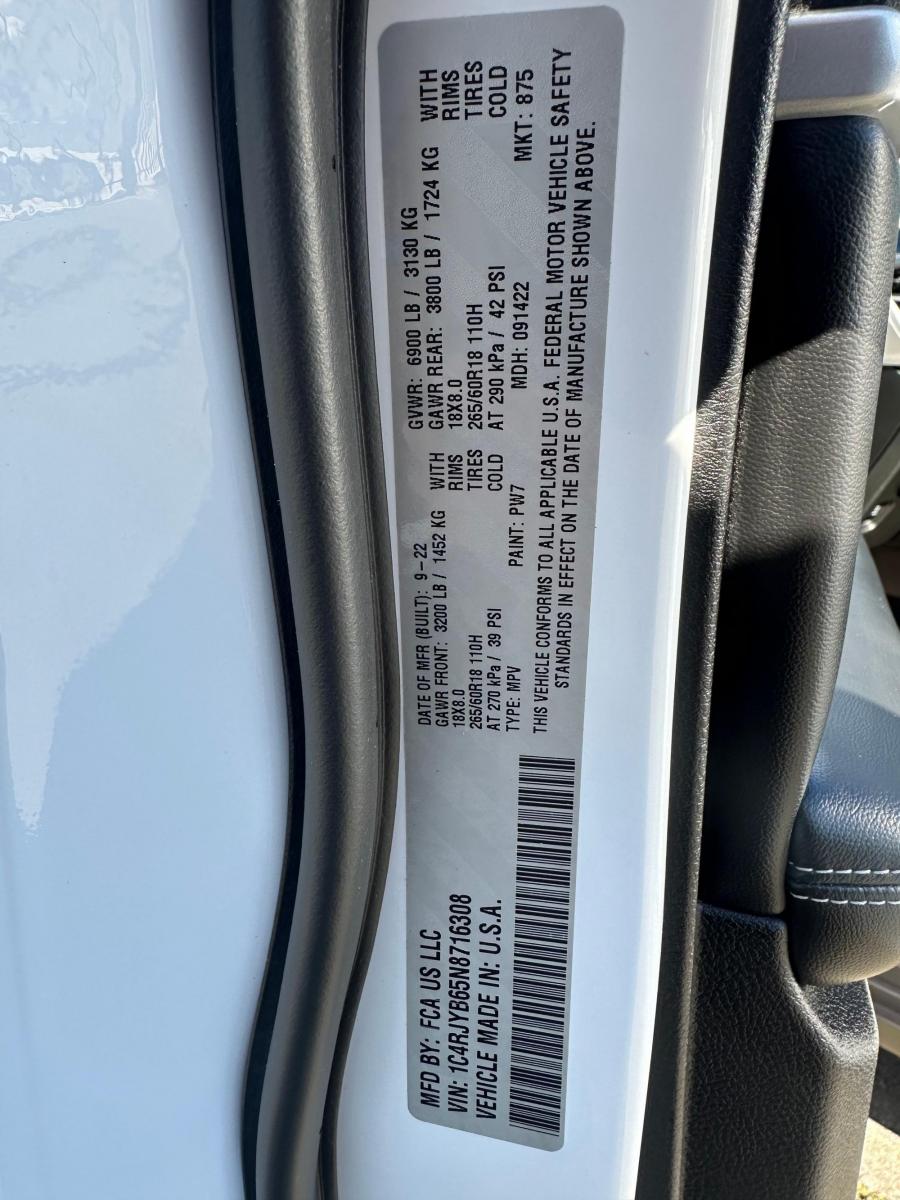 MFD BY: FCA US LLC
VIN: 1C4RJYB65N8716308
VEHICLE MADE IN: U.S.A.
DATE OF MFR (BUILT): 9-22 GVWR: 6900 LB / 3130 KG
GAWR FRONT: 3200 LB / 1452 KG WITH GAWR REAR: 3800 LB / 1724 KG WITH
18X8.0 RIMS 18X8.0 RIMS
265/60R18 110H TIRES 265/60R18 110H TIRES
AT 270 kPa / 39 PSI COLD AT 290 kPa / 42 PSI COLD
TYPE: MPV PAINT: PW7 MDH: 091422 MKT: 875
THIS VEHICLE CONFORMS TO ALL APPLICABLE U.S.A. FEDERAL MOTOR VEHICLE SAFETY
STANDARDS IN EFFECT ON THE DATE OF MANUFACTURE SHOWN ABOVE.